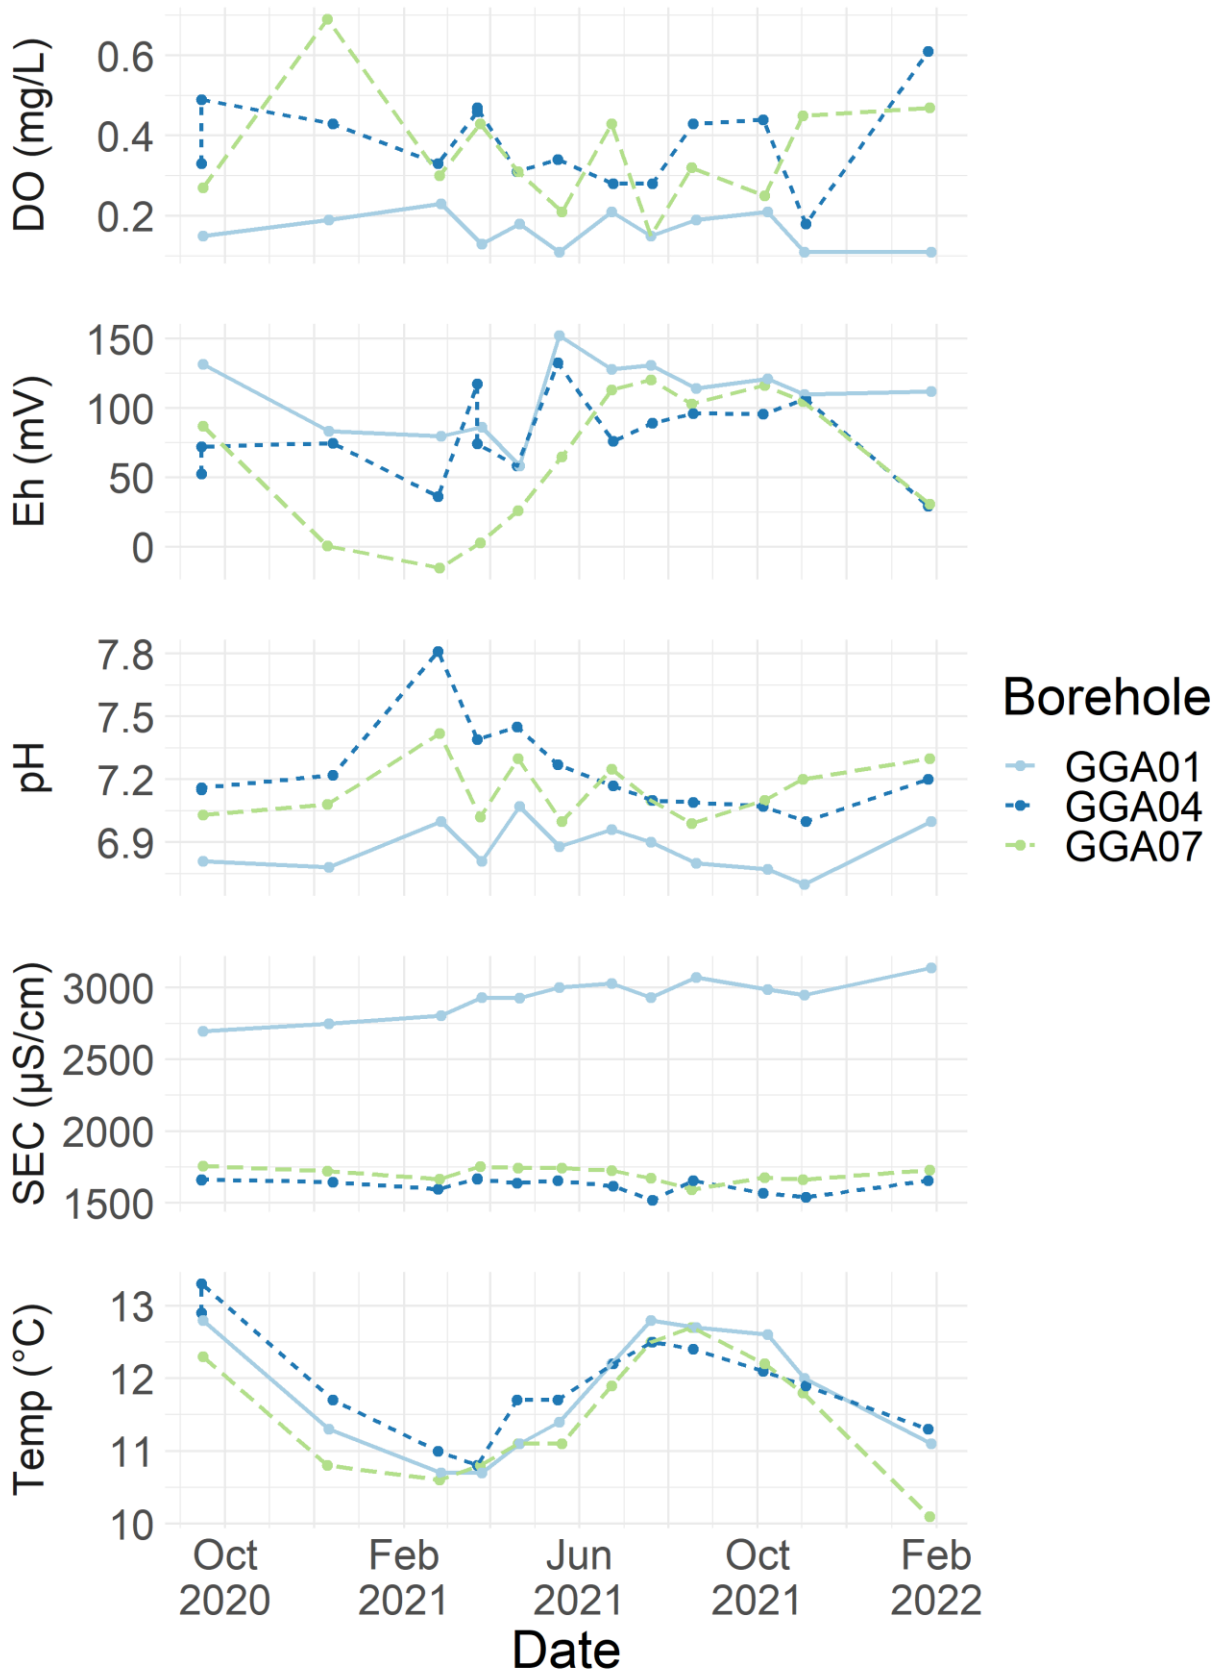 DO (mg/L)
0.6
0.4
0.2
Eh (mV)
150
100
50
0
pH
7.8
7.5
7.2
6.9
SEC (µS/cm)
3000
2500
2000
1500
Temp (°C)
13
12
11
10
Oct
2020
Feb
2021
Jun
2021
Oct
2021
Feb
2022
Date
Borehole
GGA01
GGA04
GGA07